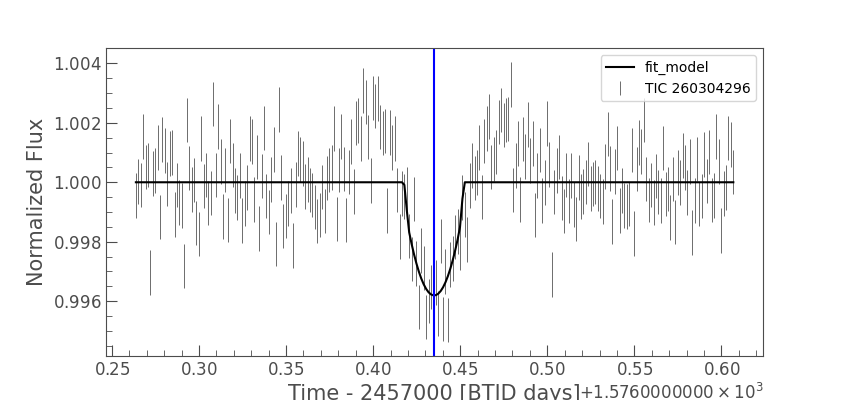 1.004
1.002
1.000
0.998
0.996
Normalized Flux
fit_model
TIC 260304296
0.25 0.30 0.35 0.40 0.45 0.50 0.55 0.60
Time - 2457000 [BTJD days]
+1.5760000000 × 10³